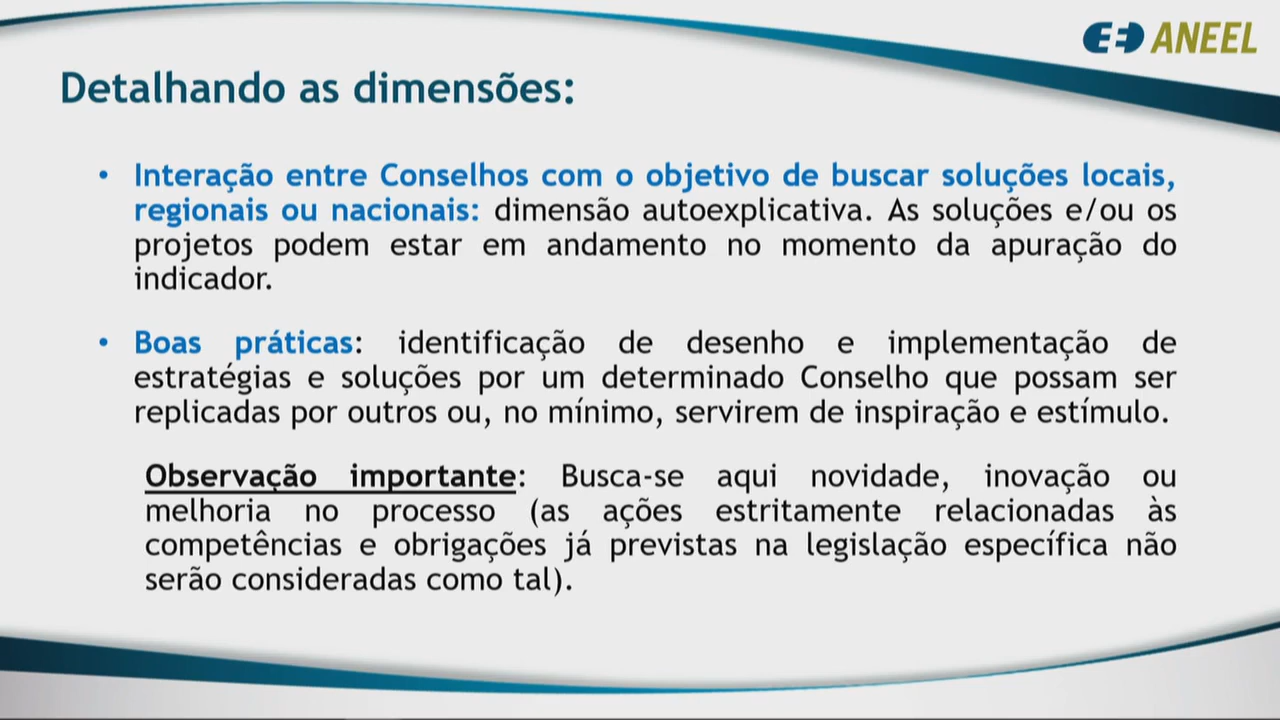 ANEEL
Detalhando as dimensões:
• Interação entre Conselhos com o objetivo de buscar soluções locais,
regionais ou nacionais: dimensão autoexplicativa. As soluções e/ou os
projetos podem estar em andamento no momento da apuração do
indicador.
• Boas práticas: identificação de desenho e implementação de
estratégias e soluções por um determinado Conselho que possam ser
replicadas por outros ou, no mínimo, servirem de inspiração e estímulo.
Observação importante: Busca-se aqui novidade, inovação ou
melhoria no processo (as ações estritamente relacionadas às
competências e obrigações já previstas na legislação específica não
serão consideradas como tal).